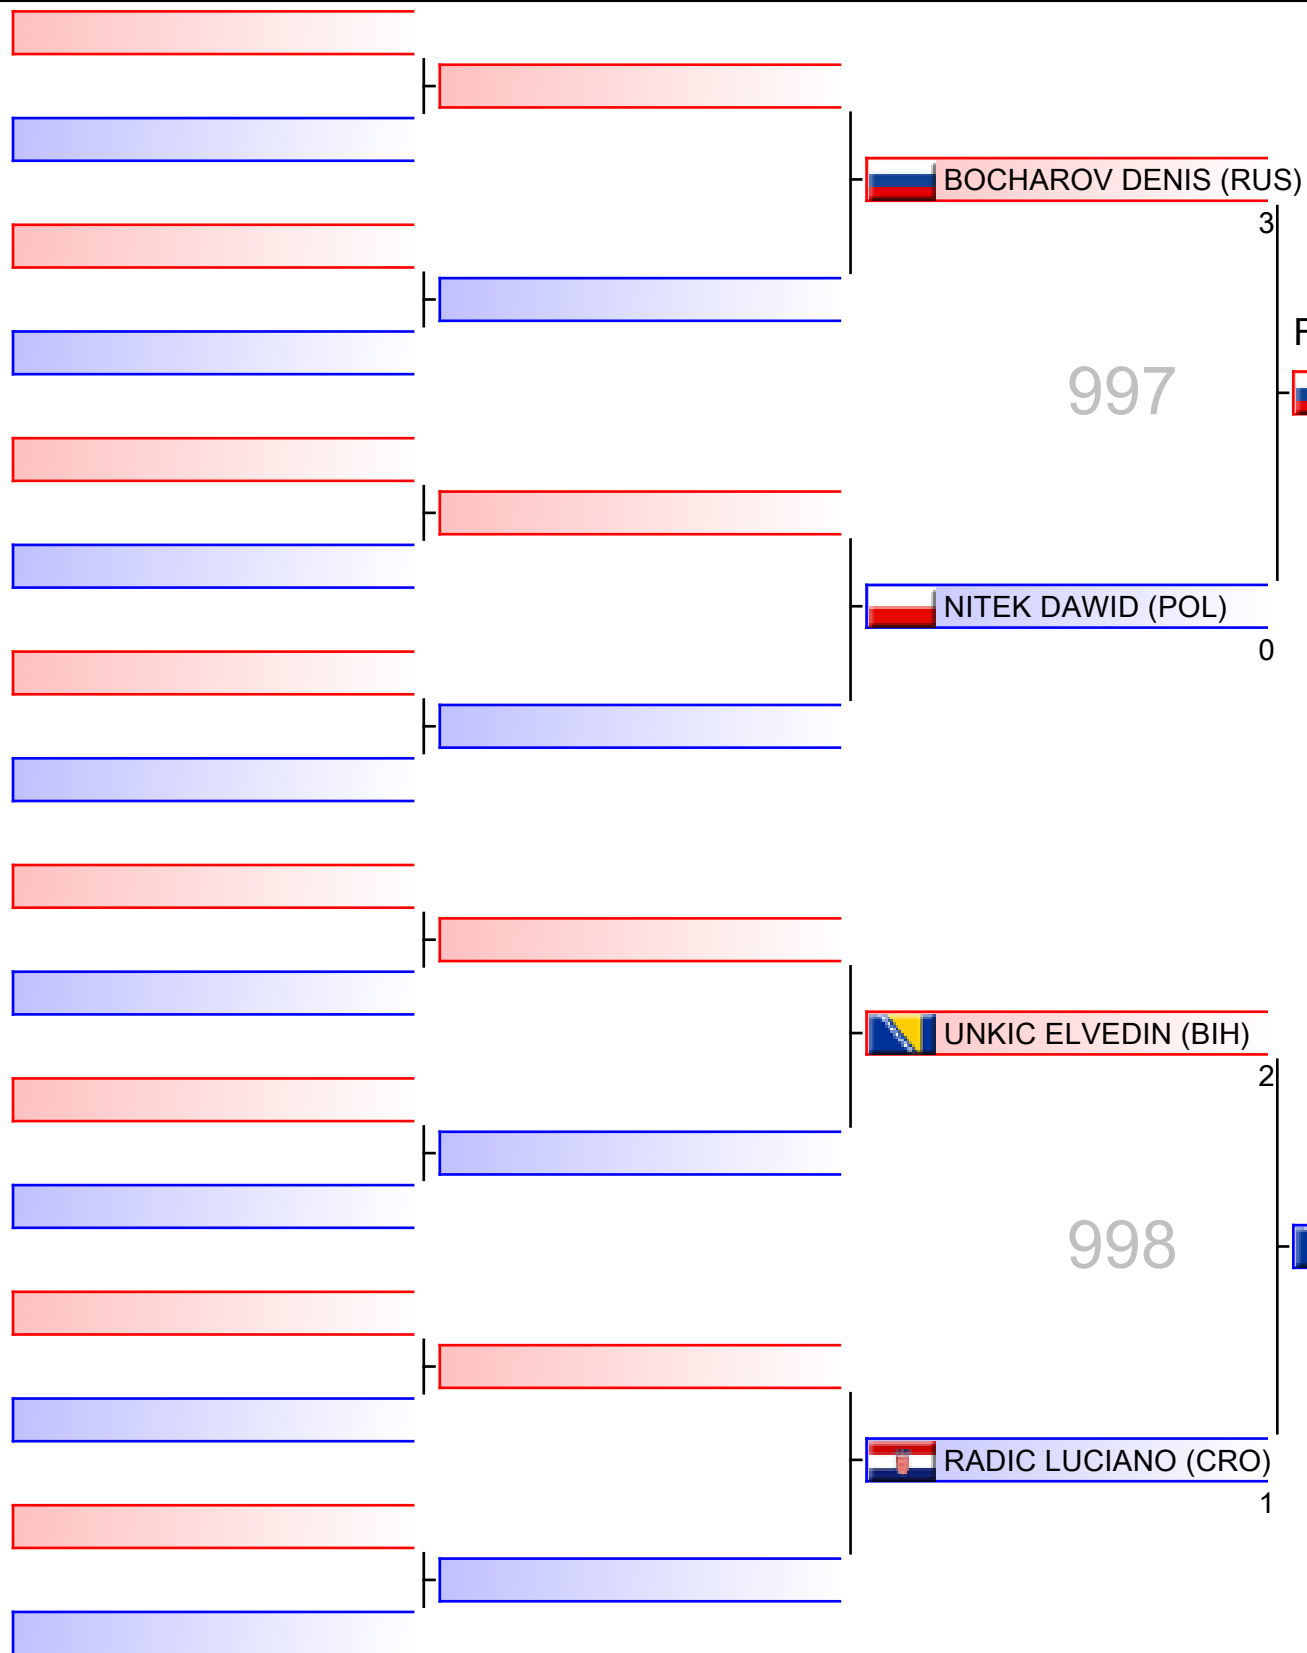 BOCHAROV DENIS (RUS)
3
997
NITEK DAWID (POL)
0
UNKIC ELVEDIN (BIH)
2
998
RADIC LUCIANO (CRO)
1